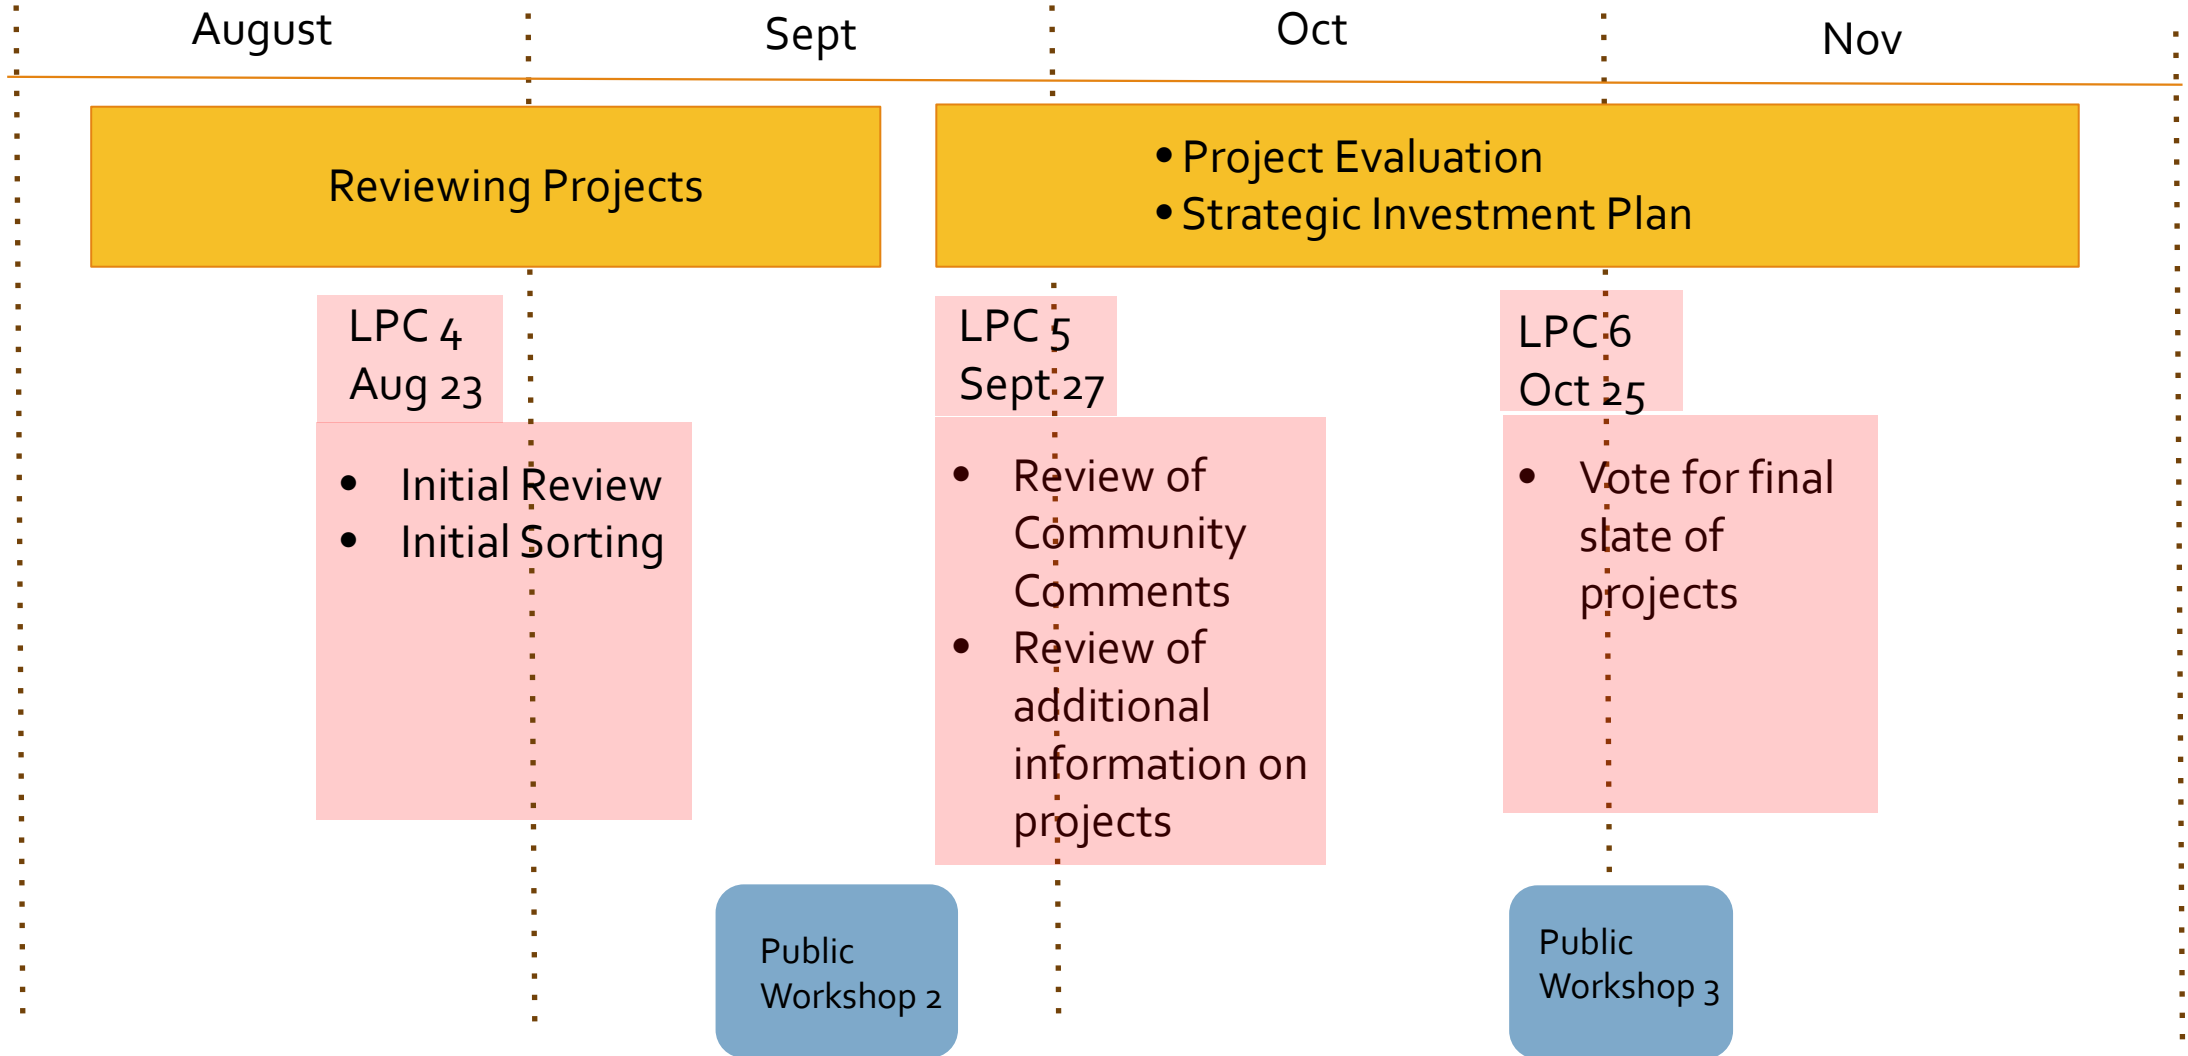 August
Sept
Oct
Nov
Reviewing Projects
• Project Evaluation
• Strategic Investment Plan
LPC 4
Aug 23
• Initial Review
• Initial Sorting
LPC 5
Sept 27
• Review of
Community
Comments
• Review of
additional
information on
projects
LPC 6
Oct 25
• Vote for final
slate of
projects
Public
Workshop 2
Public
Workshop 3